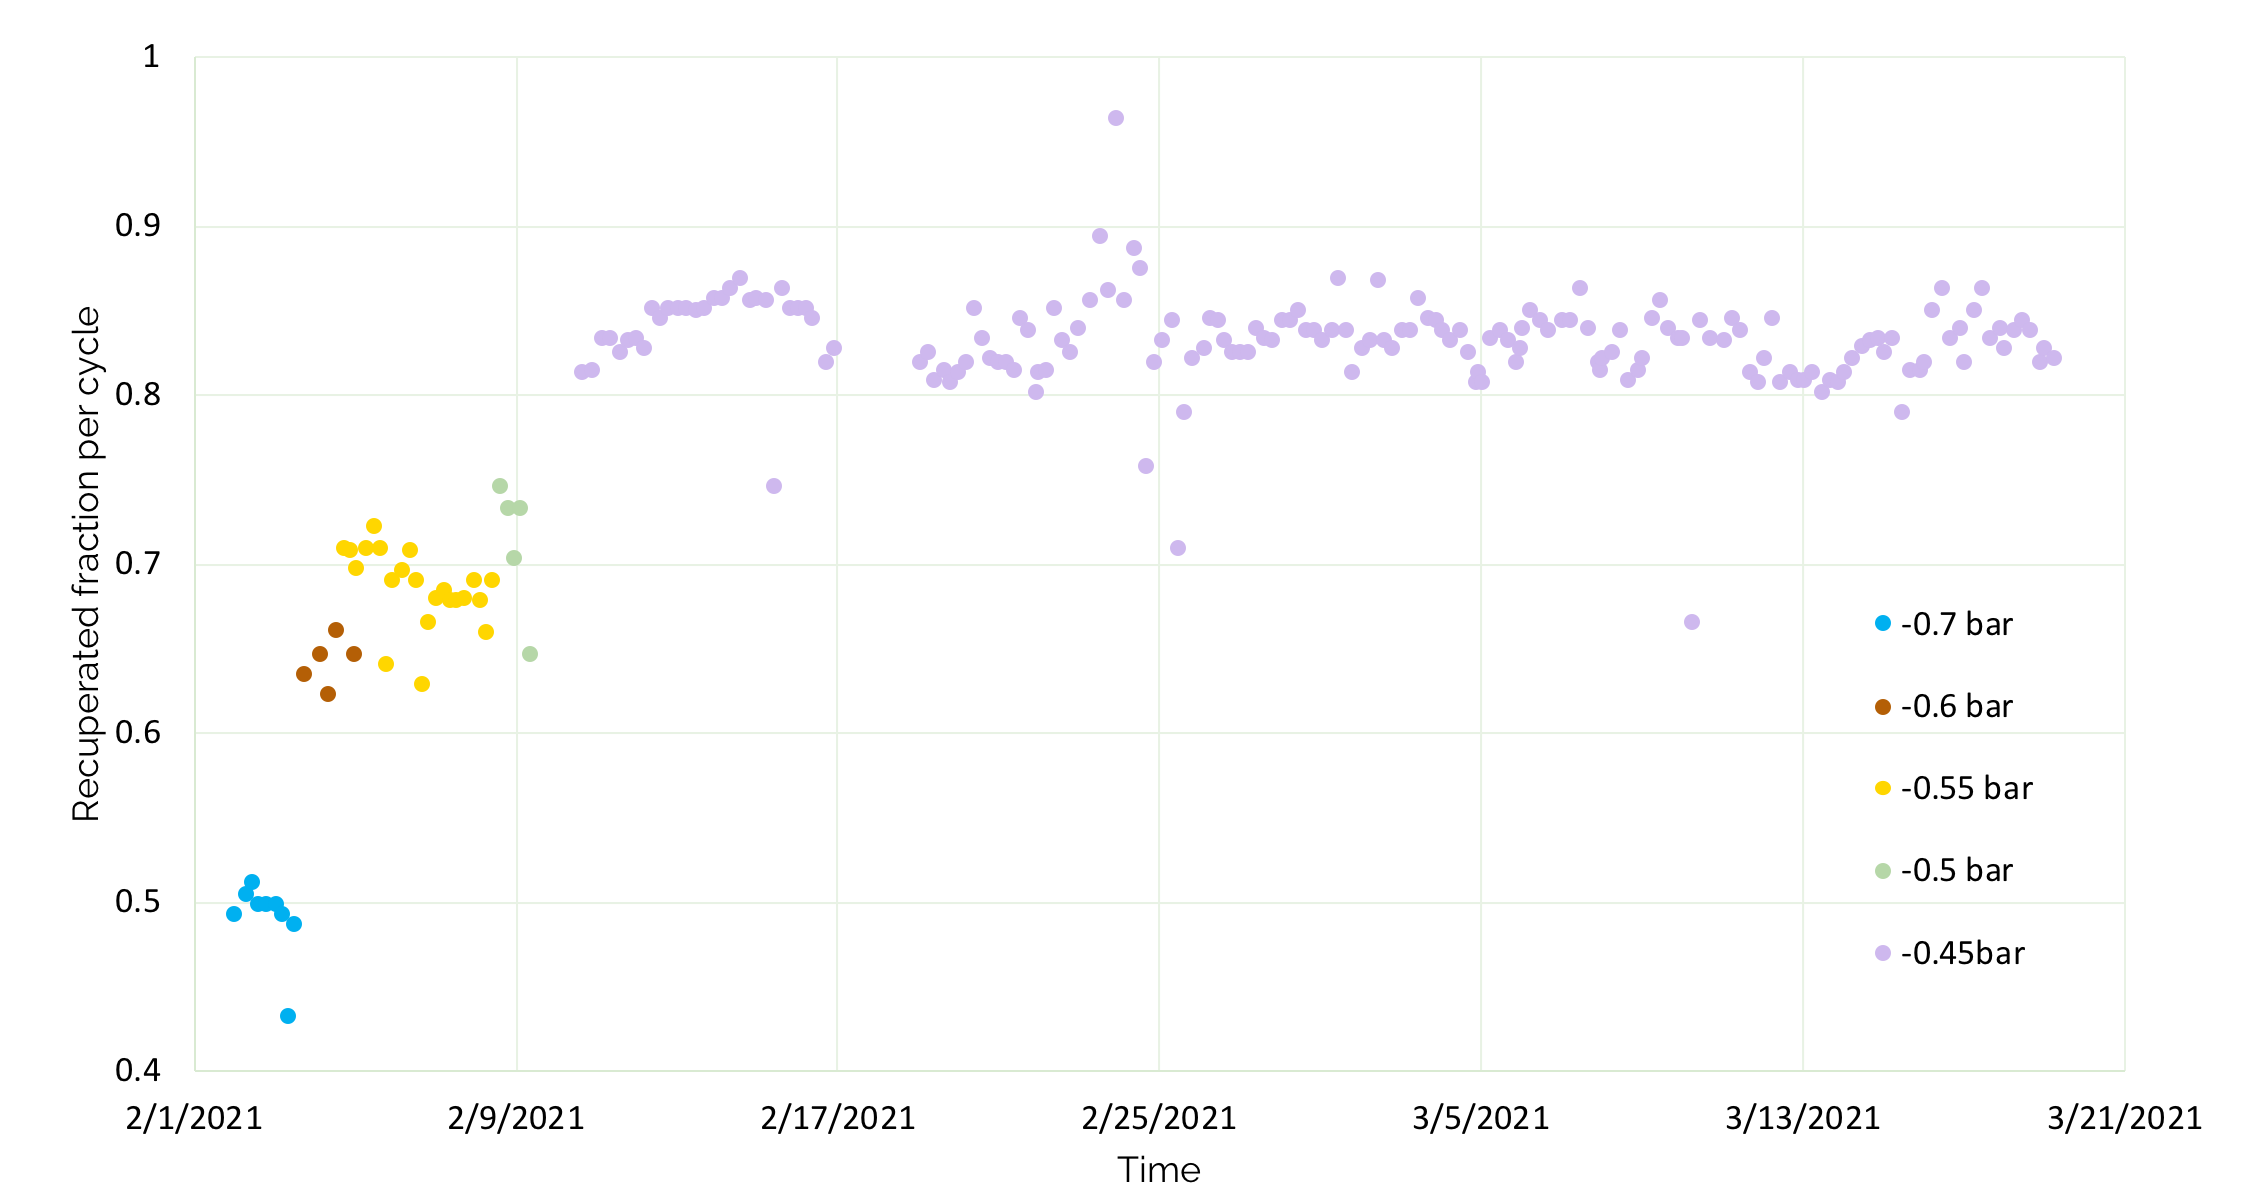 1
0.9
0.8
0.7
0.6
0.5
0.4
Recuperated fraction per cycle
-0.7 bar
-0.6 bar
-0.55 bar
-0.5 bar
-0.45bar
2/1/2021 2/9/2021 2/17/2021 2/25/2021 3/5/2021 3/13/2021 3/21/2021
Time